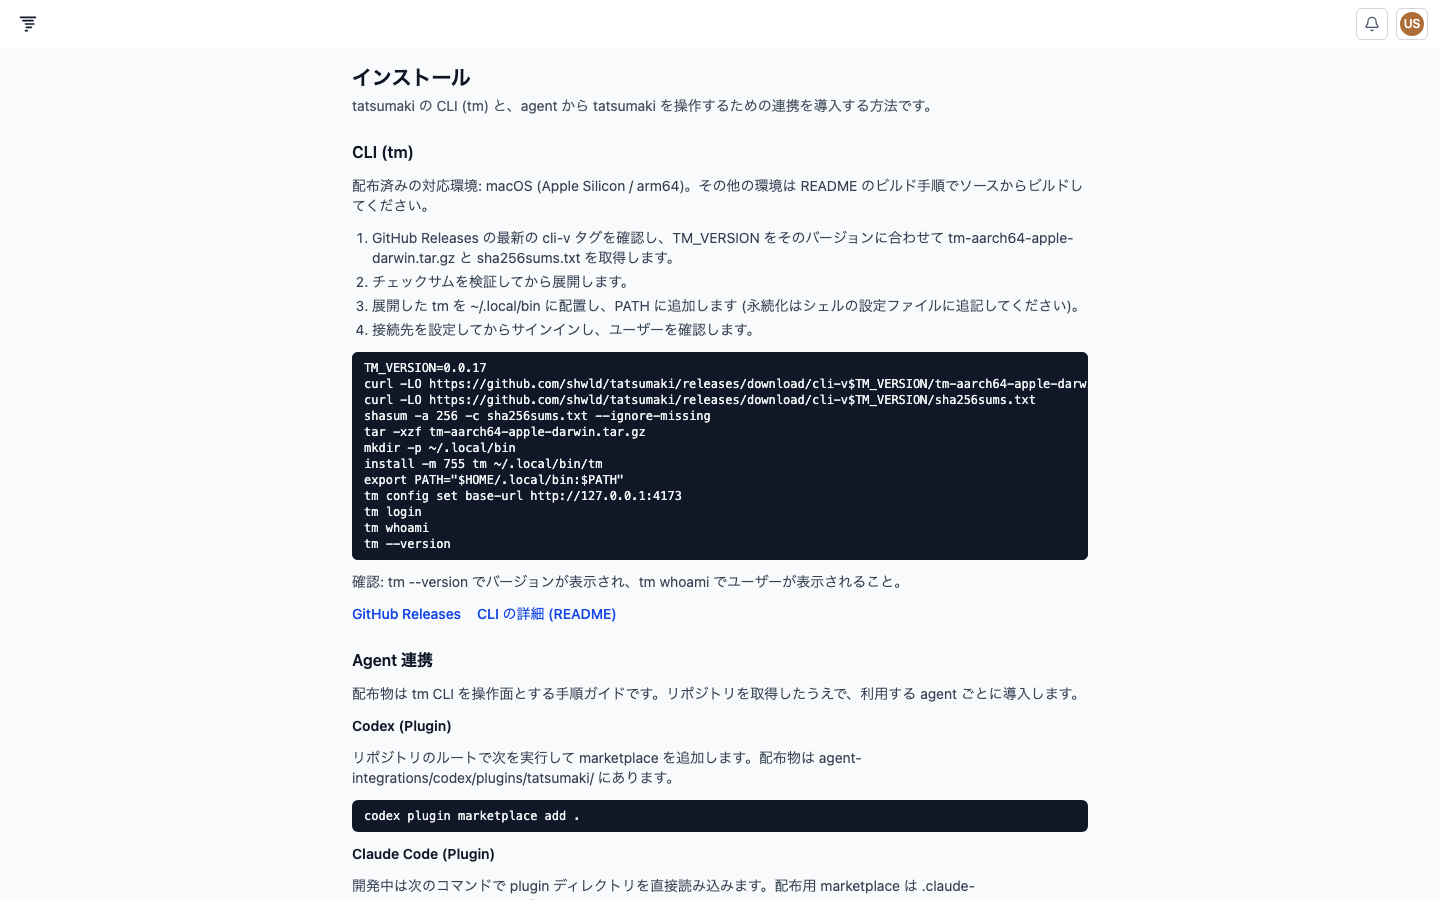 US
インストール
tatsumaki の CLI (tm) と、agent から tatsumaki を操作するための連携を導入する方法です。
CLI (tm)
配布済みの対応環境: macOS (Apple Silicon / arm64)。その他の環境は README のビルド手順でソースからビルドし
てください。
1. GitHub Releases の最新の cli-v タグを確認し、TM_VERSION をそのバージョンに合わせて tm-aarch64-apple-
darwin.tar.gz と sha256sums.txt を取得します。
2. チェックサムを検証してから展開します。
3. 展開した tm を ~/.local/bin に配置し、PATH に追加します (永続化はシェルの設定ファイルに追記してください)。
4. 接続先を設定してからサインインし、ユーザーを確認します。
TM_VERSION=0.0.17
curl -LO https://github.com/shwld/tatsumaki/releases/download/cli-v$TM_VERSION/tm-aarch64-apple-darw
curl -LO https://github.com/shwld/tatsumaki/releases/download/cli-v$TM_VERSION/sha256sums.txt
shasum -a 256 -c sha256sums.txt --ignore-missing
tar -xzf tm-aarch64-apple-darwin.tar.gz
mkdir -p ~/.local/bin
install -m 755 tm ~/.local/bin/tm
export PATH="$HOME/.local/bin:$PATH"
tm config set base-url http://127.0.0.1:4173
tm login
tm whoami
tm --version
確認: tm --version でバージョンが表示され、tm whoami でユーザーが表示されること。
GitHub Releases CLI の詳細 (README)
Agent 連携
配布物は tm CLI を操作面とする手順ガイドです。リポジトリを取得したうえで、利用する agent ごとに導入します。
Codex (Plugin)
リポジトリのルートで次を実行して marketplace を追加します。配布物は agent-
integrations/codex/plugins/tatsumaki/ にあります。
codex plugin marketplace add .
Claude Code (Plugin)
開発中は次のコマンドで plugin ディレクトリを直接読み込みます。配布用 marketplace は .claude-